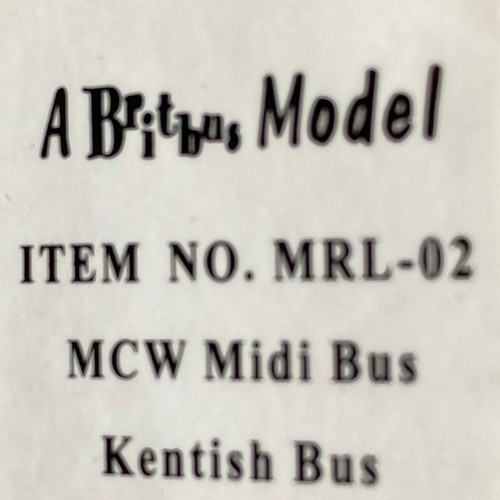 A Britbus Model
ITEM NO. MRL-02
MCW Midi Bus
Kentish Bus